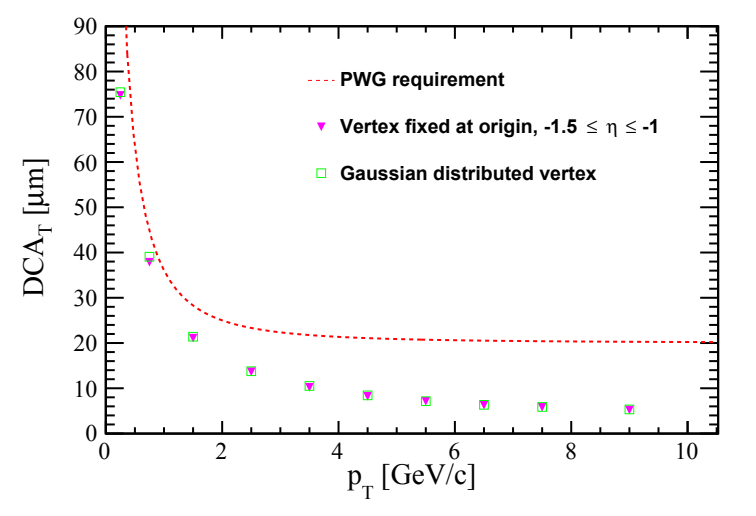 90
80
70
60
50
40
30
20
10
0
DCA_T [μm]
PWG requirement
Vertex fixed at origin, -1.5 ≤ η ≤ -1
Gaussian distributed vertex
0 2 4 6 8 10
p_T [GeV/c]